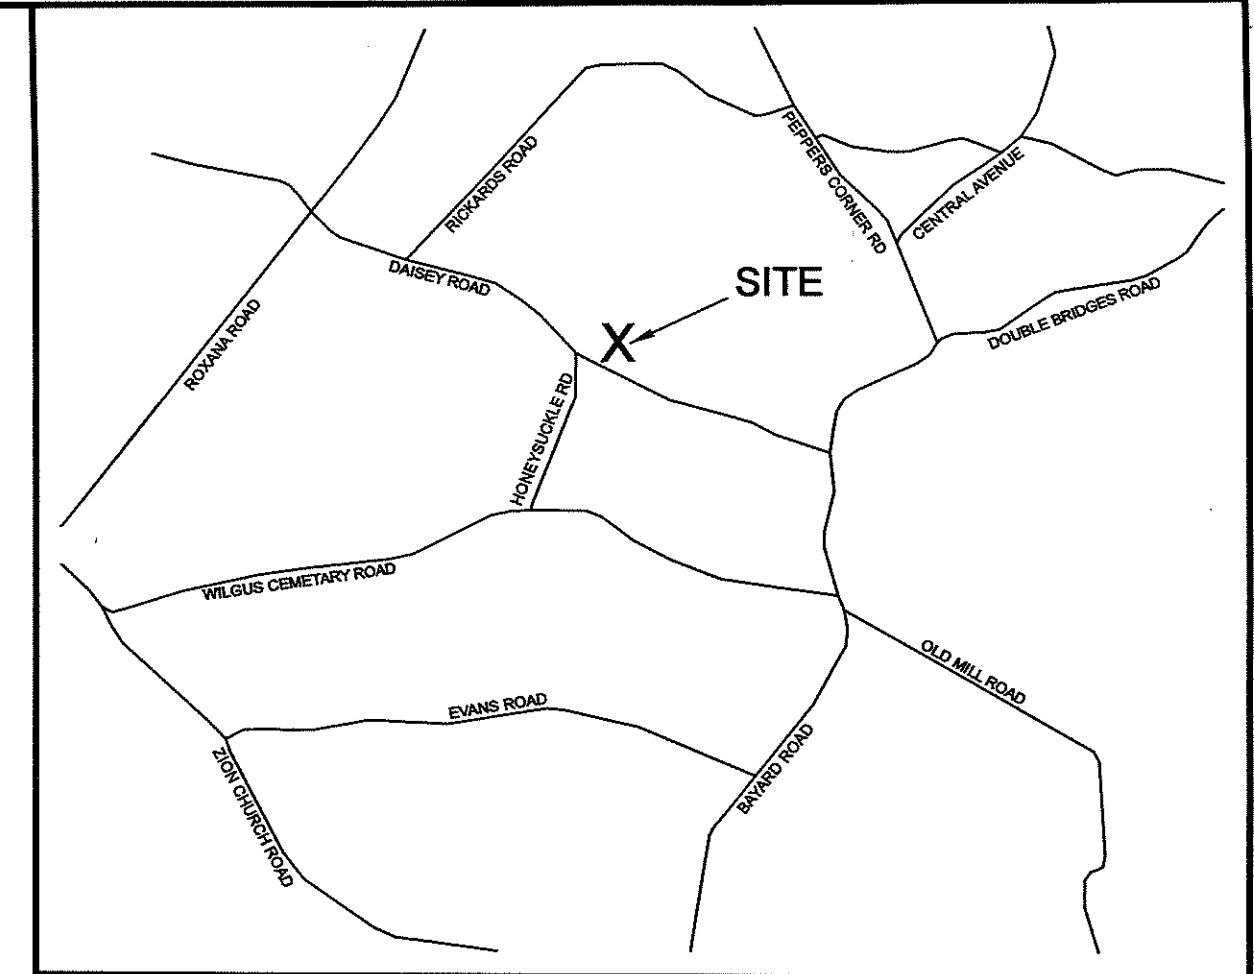 PEPPERS CORNER RD
RICKARDS ROAD
CENTRAL AVENUE
DAISEY ROAD
SITE
X
ROXANA ROAD
DOUBLE BRIDGES ROAD
HONEYSUCKLE RD
WILGUS CEMETARY ROAD
OLD MILL ROAD
EVANS ROAD
BAYARD ROAD
ZION CHURCH ROAD